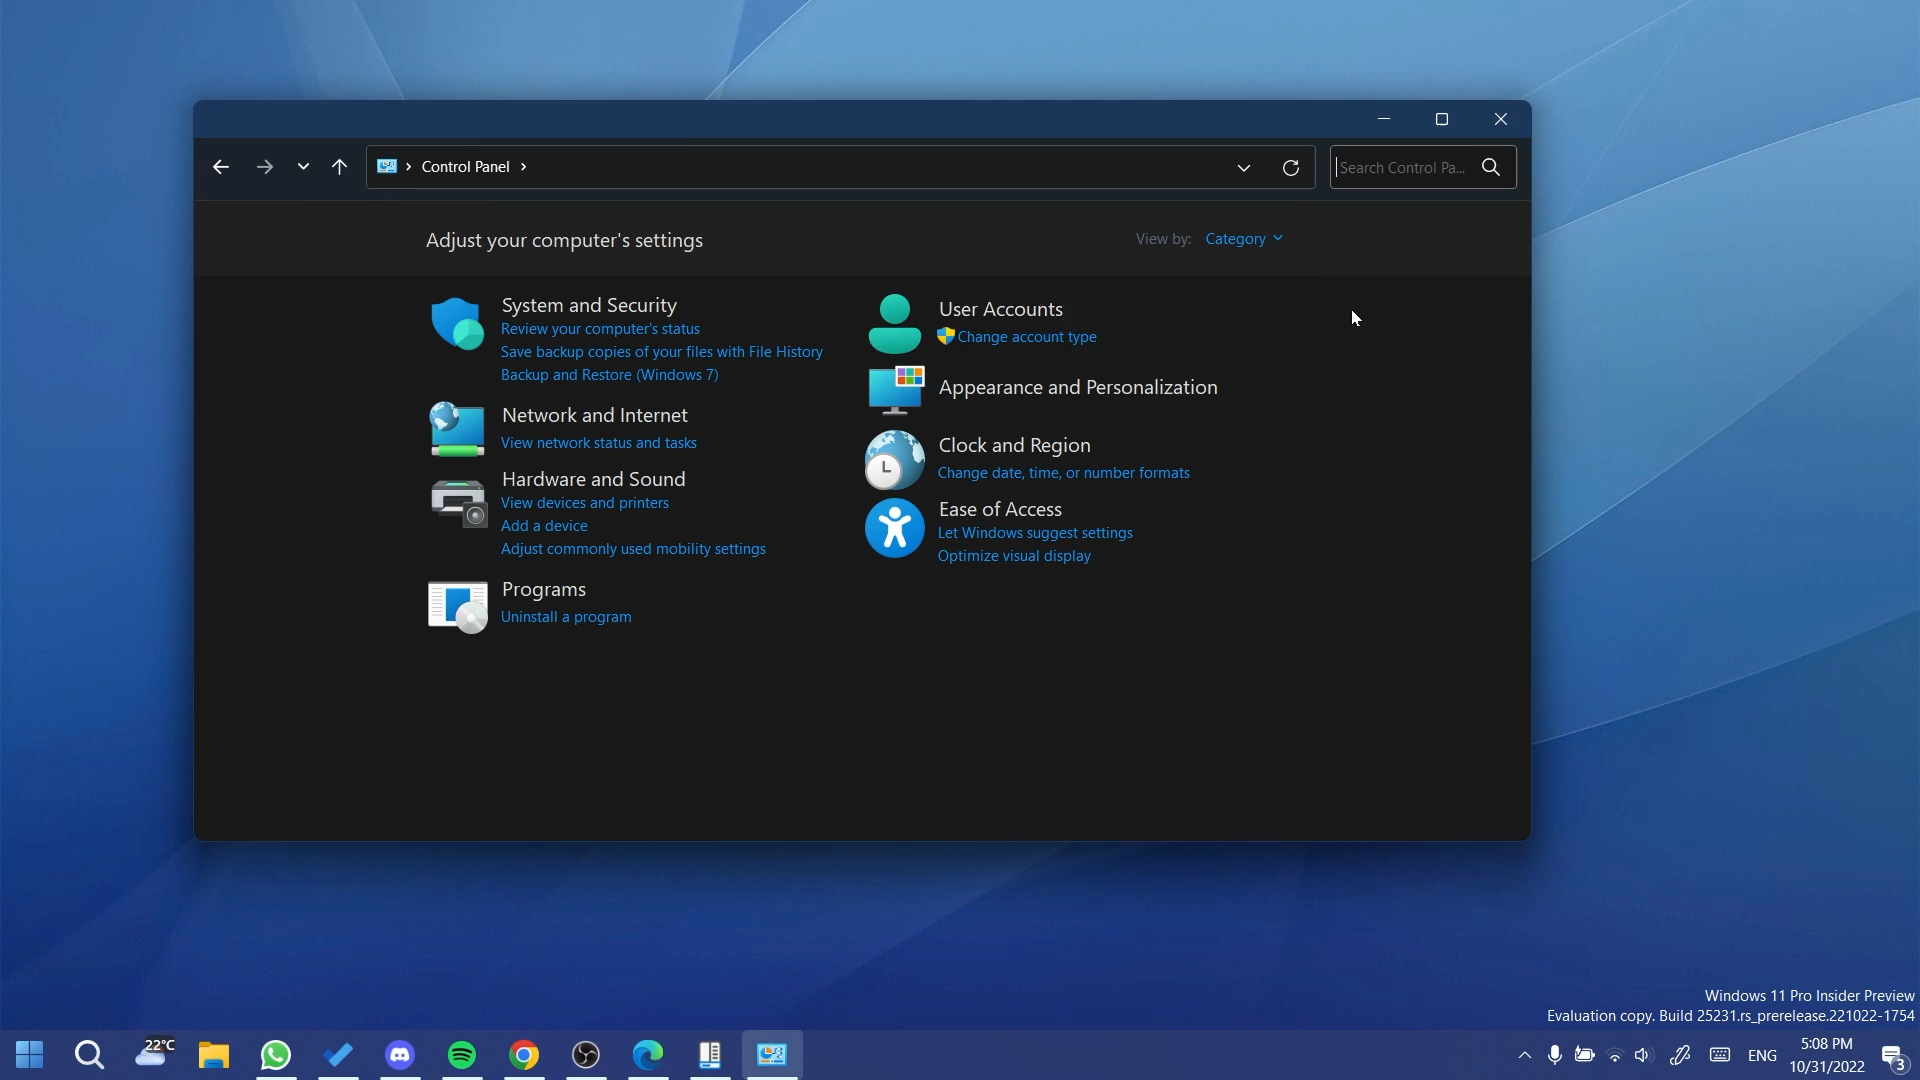 Control Panel
Search Control Pa...
Adjust your computer's settings
View by: Category
System and Security
Review your computer's status
Save backup copies of your files with File History
Backup and Restore (Windows 7)
Network and Internet
View network status and tasks
Hardware and Sound
View devices and printers
Add a device
Adjust commonly used mobility settings
Programs
Uninstall a program
User Accounts
Change account type
Appearance and Personalization
Clock and Region
Change date, time, or number formats
Ease of Access
Let Windows suggest settings
Optimize visual display
Windows 11 Pro Insider Preview
Evaluation copy. Build 25231.rs_prerelease.221022-1754
22°C
ENG
5:08 PM
10/31/2022
3